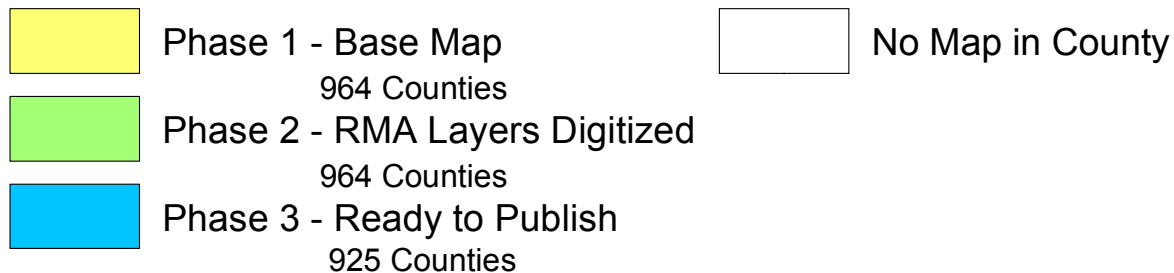 Phase 1 - Base Map
964 Counties
Phase 2 - RMA Layers Digitized
964 Counties
Phase 3 - Ready to Publish
925 Counties
No Map in County